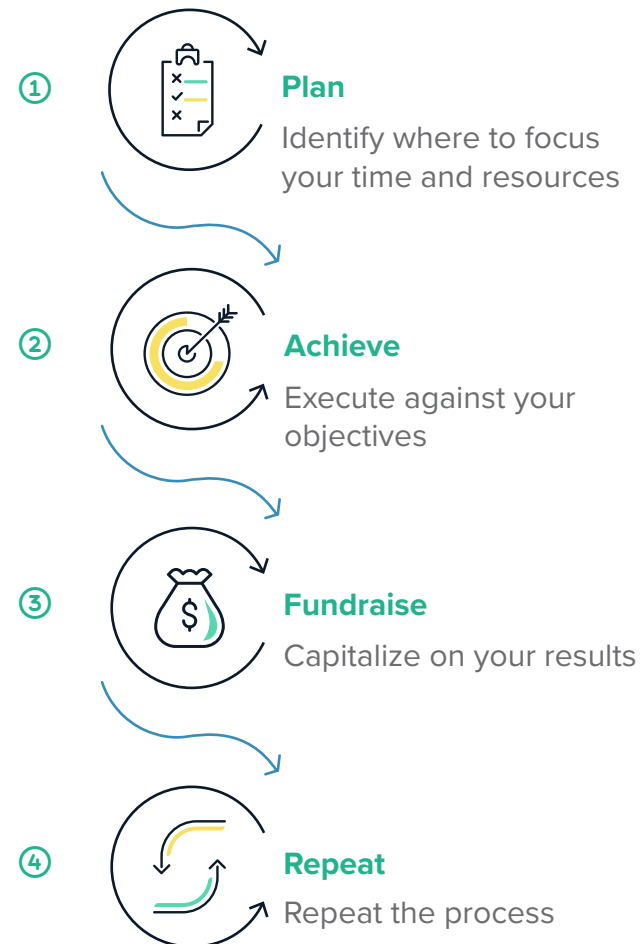 1
Plan
Identify where to focus
your time and resources
2
Achieve
Execute against your
objectives
3
$
Fundraise
Capitalize on your results
4
Repeat
Repeat the process